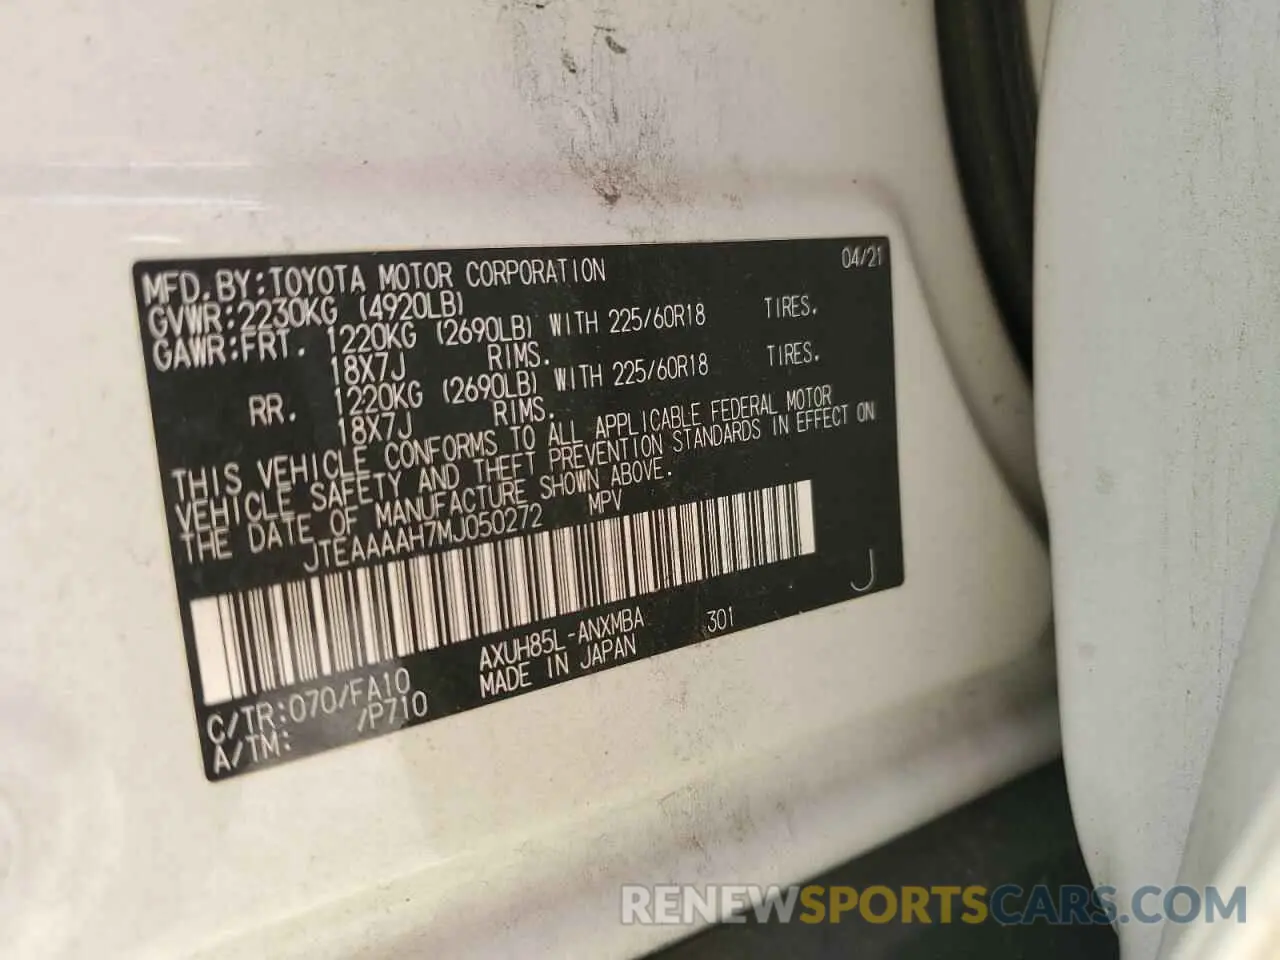 MFD. BY:TOYOTA MOTOR CORPORATION 04/21
GVWR:2230KG (4920LB)
GAWR:FRT. 1220KG (2690LB) WITH 225/60R18 TIRES.
18X7J RIMS.
RR. 1220KG (2690LB) WITH 225/60R18 TIRES.
18X7J RIMS.
THIS VEHICLE CONFORMS TO ALL APPLICABLE FEDERAL MOTOR
VEHICLE SAFETY AND THEFT PREVENTION STANDARDS IN EFFECT ON
THE DATE OF MANUFACTURE SHOWN ABOVE.
JTEAAAAH7MJ050272 MPV
J
C/TR:070/FA10 AXUH85L-ANXMBA 301
A/TM: /P710 MADE IN JAPAN
RENEWSPORTSCARS.COM